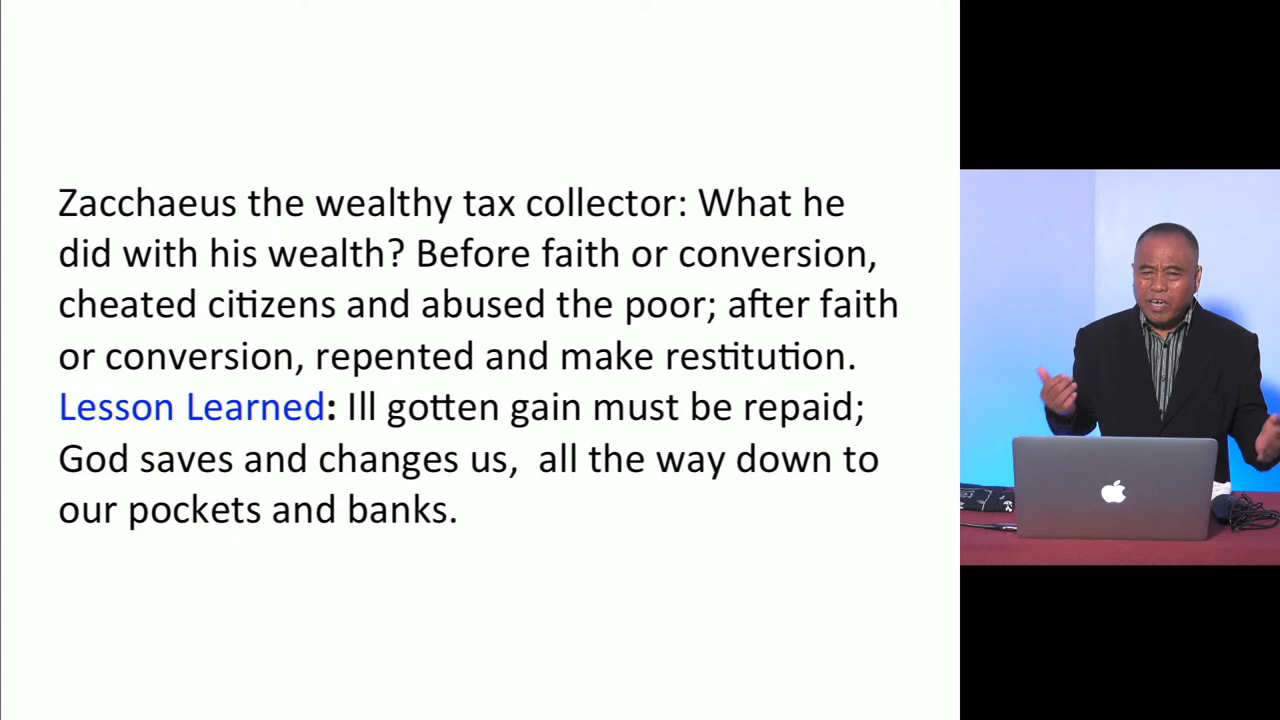 Zacchaeus the wealthy tax collector: What he
did with his wealth? Before faith or conversion,
cheated citizens and abused the poor; after faith
or conversion, repented and make restitution.
Lesson Learned: Ill gotten gain must be repaid;
God saves and changes us,  all the way down to
our pockets and banks.